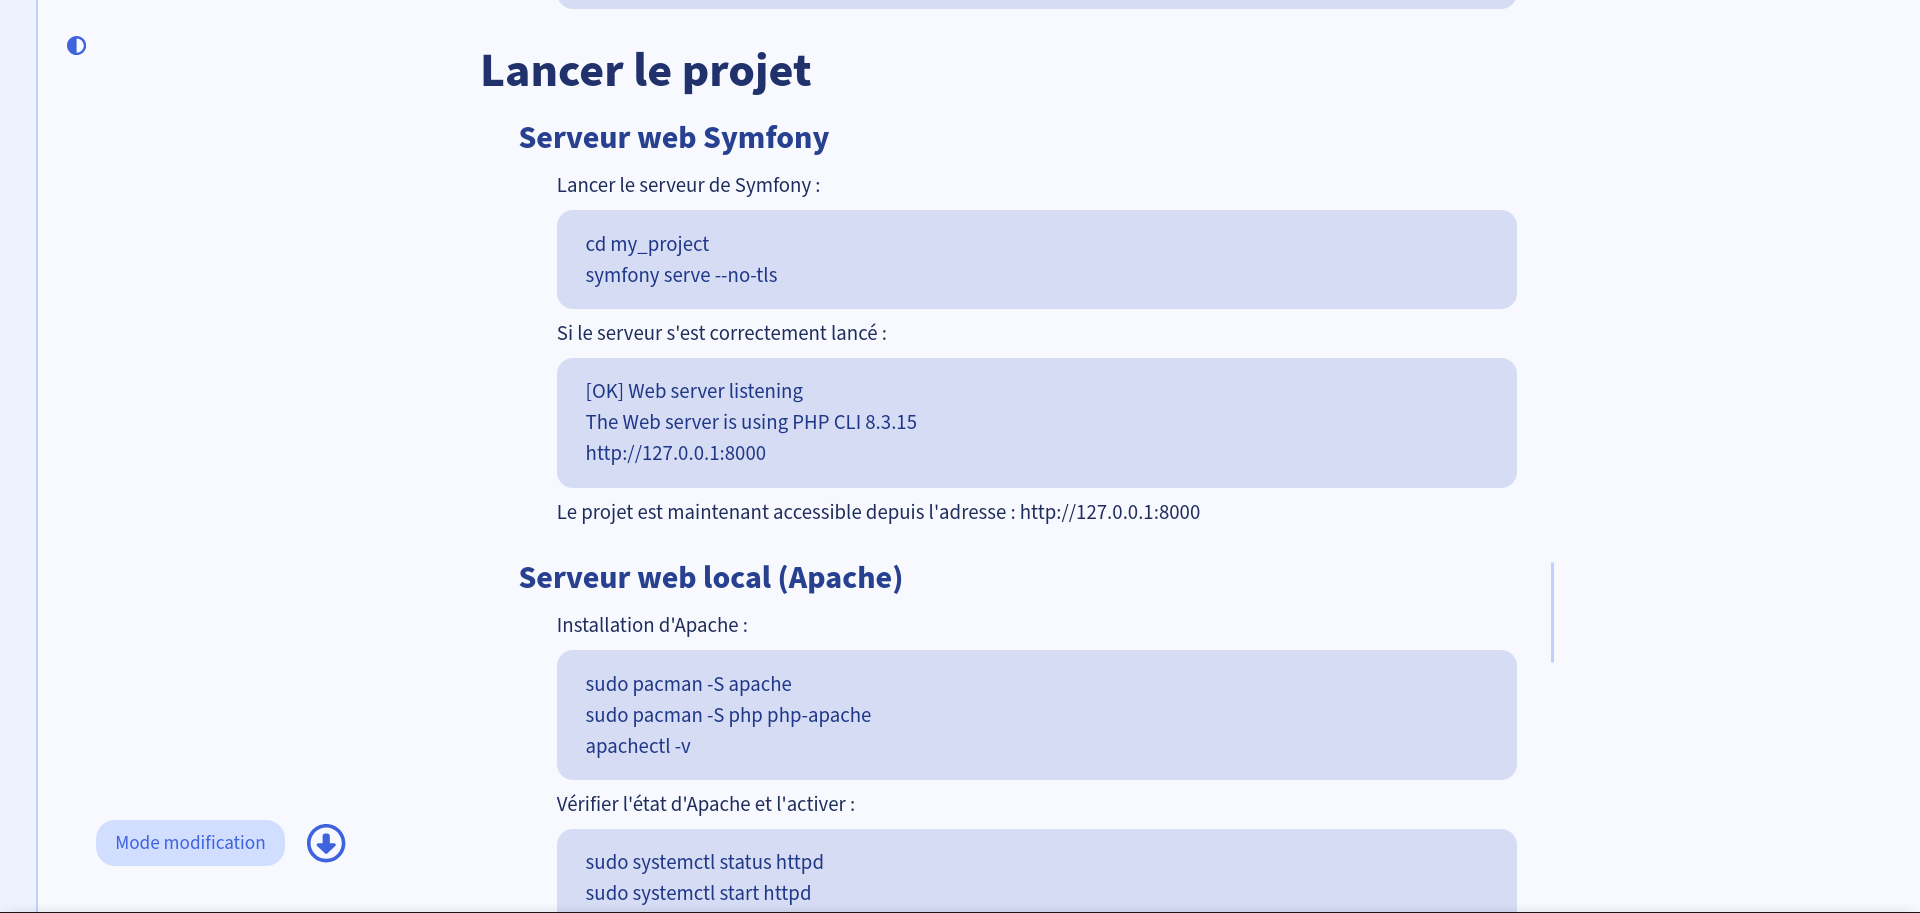 Lancer le projet
Serveur web Symfony
Lancer le serveur de Symfony :
cd my_project
symfony serve --no-tls
Si le serveur s'est correctement lancé :
[OK] Web server listening
The Web server is using PHP CLI 8.3.15
http://127.0.0.1:8000
Le projet est maintenant accessible depuis l'adresse : http://127.0.0.1:8000
Serveur web local (Apache)
Installation d'Apache :
sudo pacman -S apache
sudo pacman -S php php-apache
apachectl -v
Vérifier l'état d'Apache et l'activer :
sudo systemctl status httpd
sudo systemctl start httpd
Mode modification